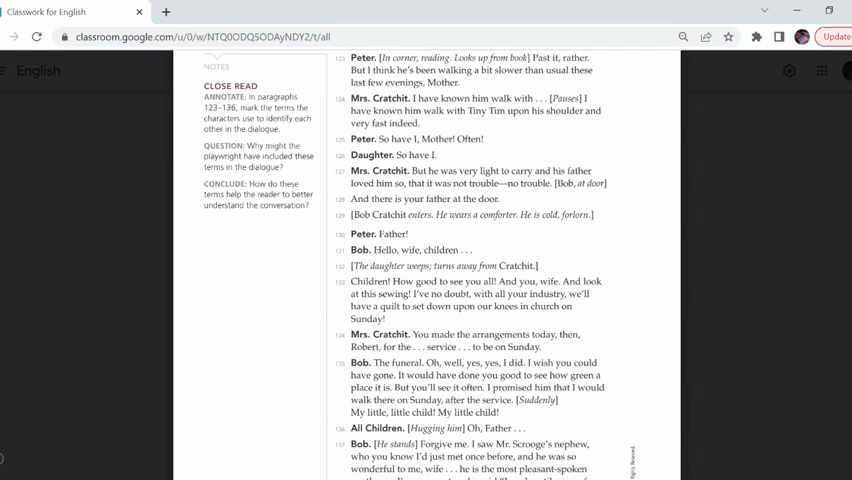 Classwork for English
classroom.google.com/u/0/w/NTQ0ODQ5ODAyNDY2/t/all
Update
English
NOTES
CLOSE READ
ANNOTATE: In paragraphs
123–136, mark the terms the
characters use to identify each
other in the dialogue.
QUESTION: Why might the
playwright have included these
terms in the dialogue?
CONCLUDE: How do these
terms help the reader to better
understand the conversation?
123 Peter. [In corner, reading. Looks up from book] Past it, rather.
But I think he's been walking a bit slower than usual these
last few evenings, Mother.
124 Mrs. Cratchit. I have known him walk with . . . [Pauses] I
have known him walk with Tiny Tim upon his shoulder and
very fast indeed.
125 Peter. So have I, Mother! Often!
126 Daughter. So have I.
127 Mrs. Cratchit. But he was very light to carry and his father
loved him so, that it was not trouble—no trouble. [Bob, at door]
128 And there is your father at the door.
129 [Bob Cratchit enters. He wears a comforter. He is cold, forlorn.]
130 Peter. Father!
131 Bob. Hello, wife, children . . .
132 [The daughter weeps; turns away from Cratchit.]
133 Children! How good to see you all! And you, wife. And look
at this sewing! I've no doubt, with all your industry, we'll
have a quilt to set down upon our knees in church on
Sunday!
134 Mrs. Cratchit. You made the arrangements today, then,
Robert, for the . . . service . . . to be on Sunday.
135 Bob. The funeral. Oh, well, yes, yes, I did. I wish you could
have gone. It would have done you good to see how green a
place it is. But you'll see it often. I promised him that I would
walk there on Sunday, after the service. [Suddenly]
My little, little child! My little child!
136 All Children. [Hugging him] Oh, Father . . .
137 Bob. [He stands] Forgive me. I saw Mr. Scrooge's nephew,
who you know I'd just met once before, and he was so
wonderful to me, wife . . . he is the most pleasant-spoken
Rights Reserved.